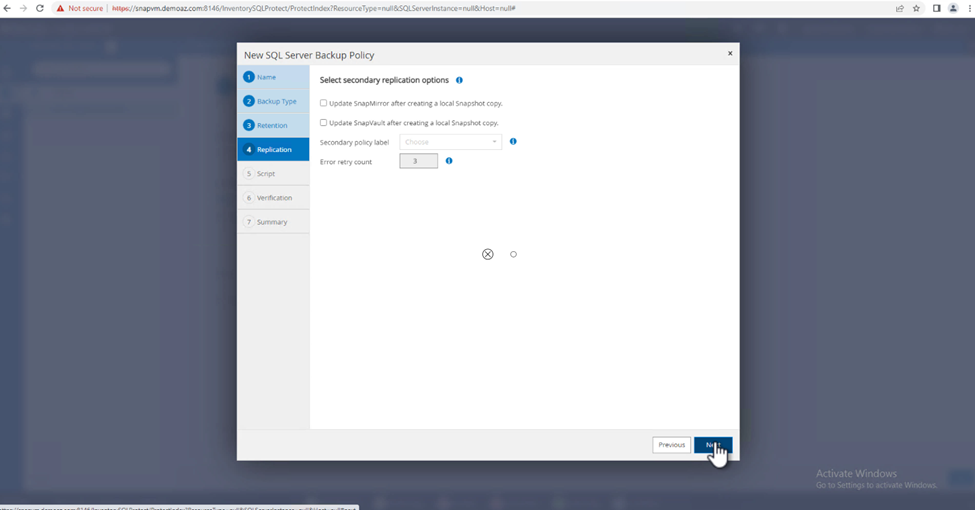 Not secure | https://snapvm.demoaz.com:8146/InventorySQLProtect/ProtectIndex?ResourceType=null&SQLServerInstance=null&Host=null#
New SQL Server Backup Policy
x
1 Name
2 Backup Type
3 Retention
4 Replication
5 Script
6 Verification
7 Summary
Select secondary replication options
Update SnapMirror after creating a local Snapshot copy.
Update SnapVault after creating a local Snapshot copy.
Secondary policy label Choose
Error retry count 3
Previous Next
Activate Windows
Go to Settings to activate Windows.